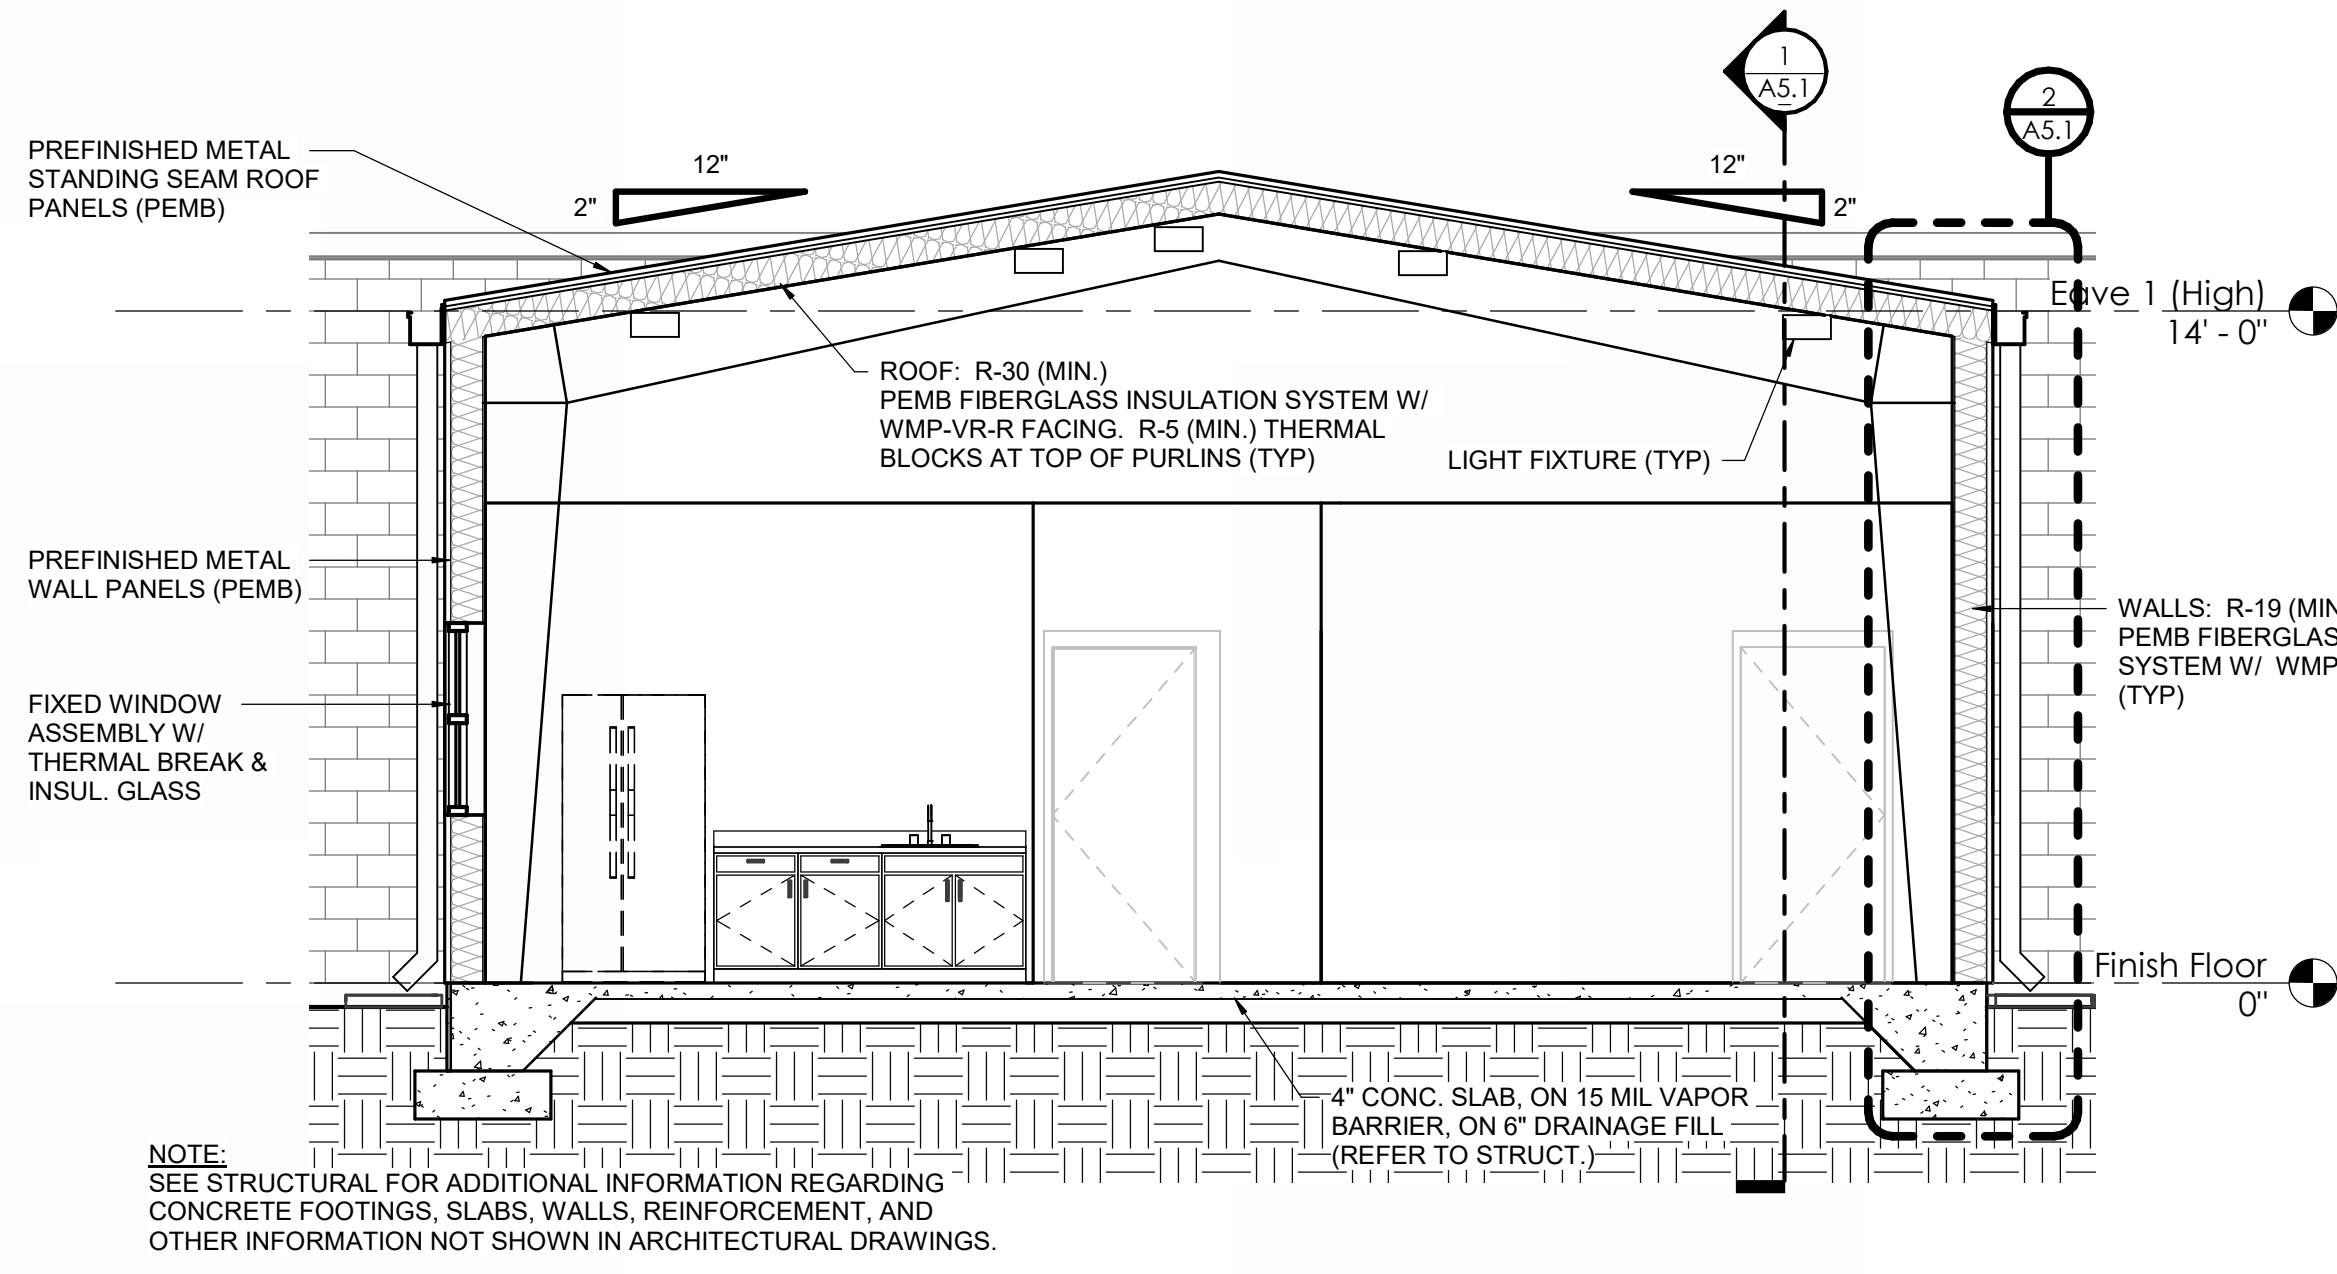 1
A5.1
2
A5.1
PREFINISHED METAL
STANDING SEAM ROOF
PANELS (PEMB)
12"
2"
12"
2"
Eave 1 (High)
14' - 0"
ROOF:  R-30 (MIN.)
PEMB FIBERGLASS INSULATION SYSTEM W/
WMP-VR-R FACING.  R-5 (MIN.) THERMAL
BLOCKS AT TOP OF PURLINS (TYP)
LIGHT FIXTURE (TYP)
PREFINISHED METAL
WALL PANELS (PEMB)
WALLS:  R-19 (MIN
PEMB FIBERGLAS
SYSTEM W/  WMP
(TYP)
FIXED WINDOW
ASSEMBLY W/
THERMAL BREAK &
INSUL. GLASS
Finish Floor
0"
4" CONC. SLAB, ON 15 MIL VAPOR
BARRIER, ON 6" DRAINAGE FILL
(REFER TO STRUCT.)
NOTE:
SEE STRUCTURAL FOR ADDITIONAL INFORMATION REGARDING
CONCRETE FOOTINGS, SLABS, WALLS, REINFORCEMENT, AND
OTHER INFORMATION NOT SHOWN IN ARCHITECTURAL DRAWINGS.